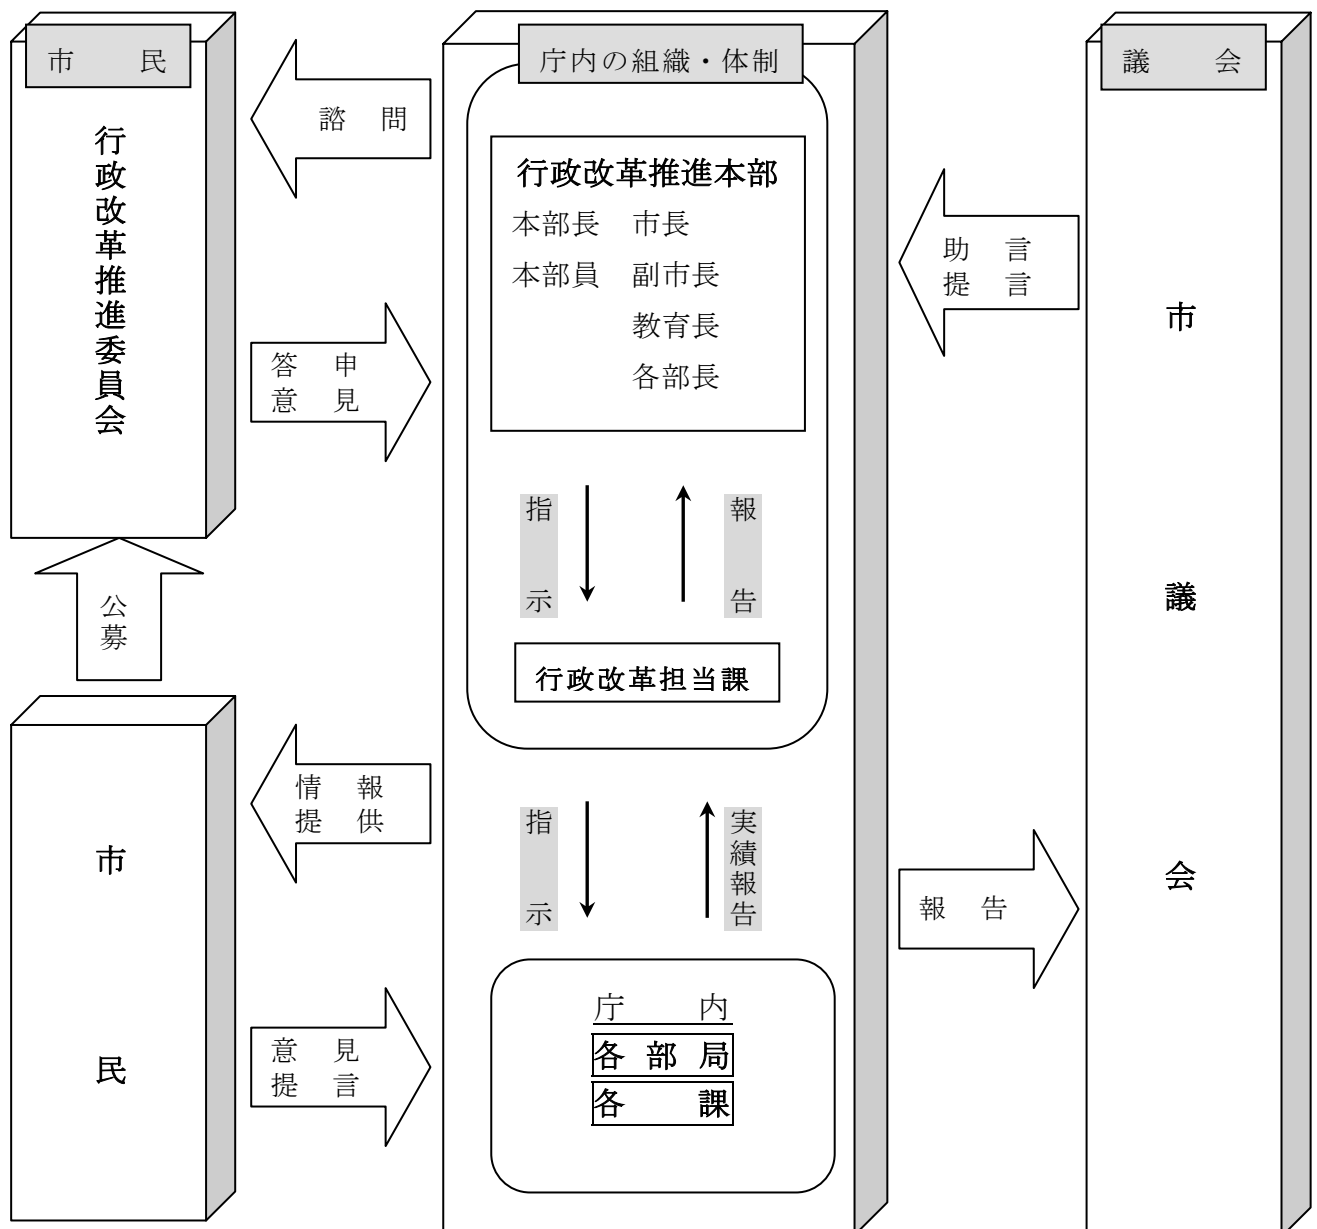 市　民
行政改革推進委員会
公募
市民
諮問
答申
意見
情報
提供
意見
提言
庁内の組織・体制
行政改革推進本部
本部長　市長
本部員　副市長
教育長
各部長
指示
報告
行政改革担当課
指示
実績報告
庁　内
各部局
各　課
助言
提言
報告
議　会
市議会